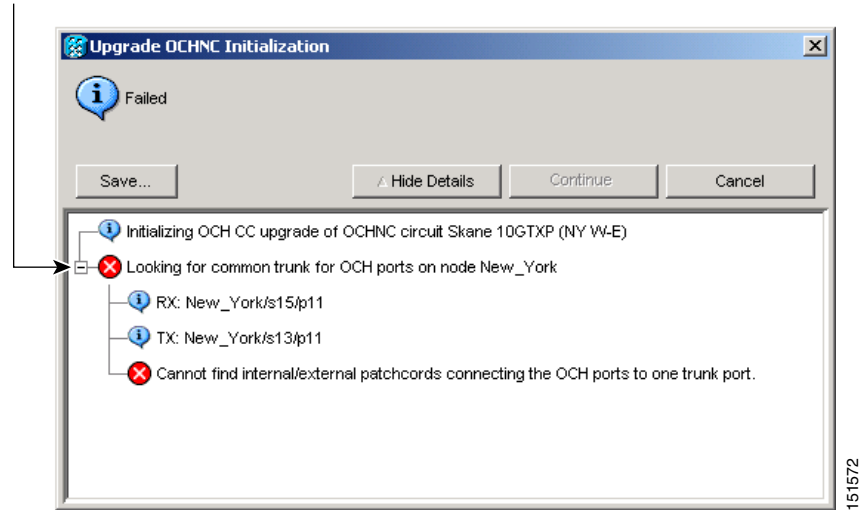 Upgrade OCHNC Initialization
Failed
Save... Hide Details Continue Cancel
Initializing OCH CC upgrade of OCHNC circuit Skane 10GTXP (NY W-E)
Looking for common trunk for OCH ports on node New_York
RX: New_York/s15/p11
TX: New_York/s13/p11
Cannot find internal/external patchcords connecting the OCH ports to one trunk port.
151572